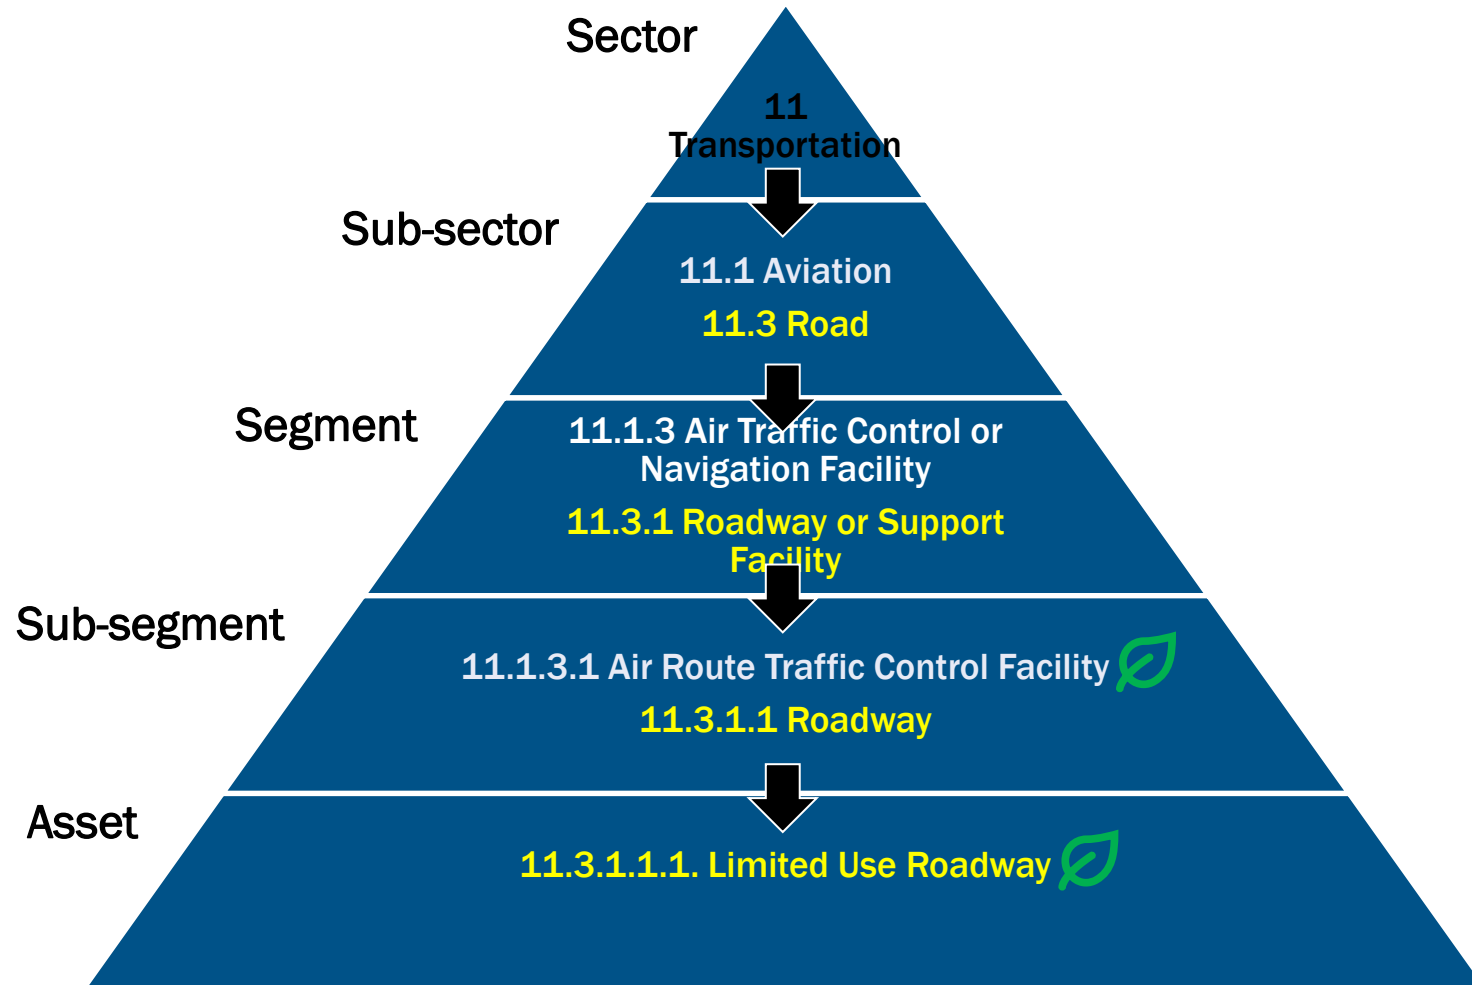 Sector
11
Transportation
Sub-sector
11.1 Aviation
11.3 Road
Segment
11.1.3 Air Traffic Control or
Navigation Facility
11.3.1 Roadway or Support
Facility
Sub-segment
11.1.3.1 Air Route Traffic Control Facility
11.3.1.1 Roadway
Asset
11.3.1.1.1. Limited Use Roadway